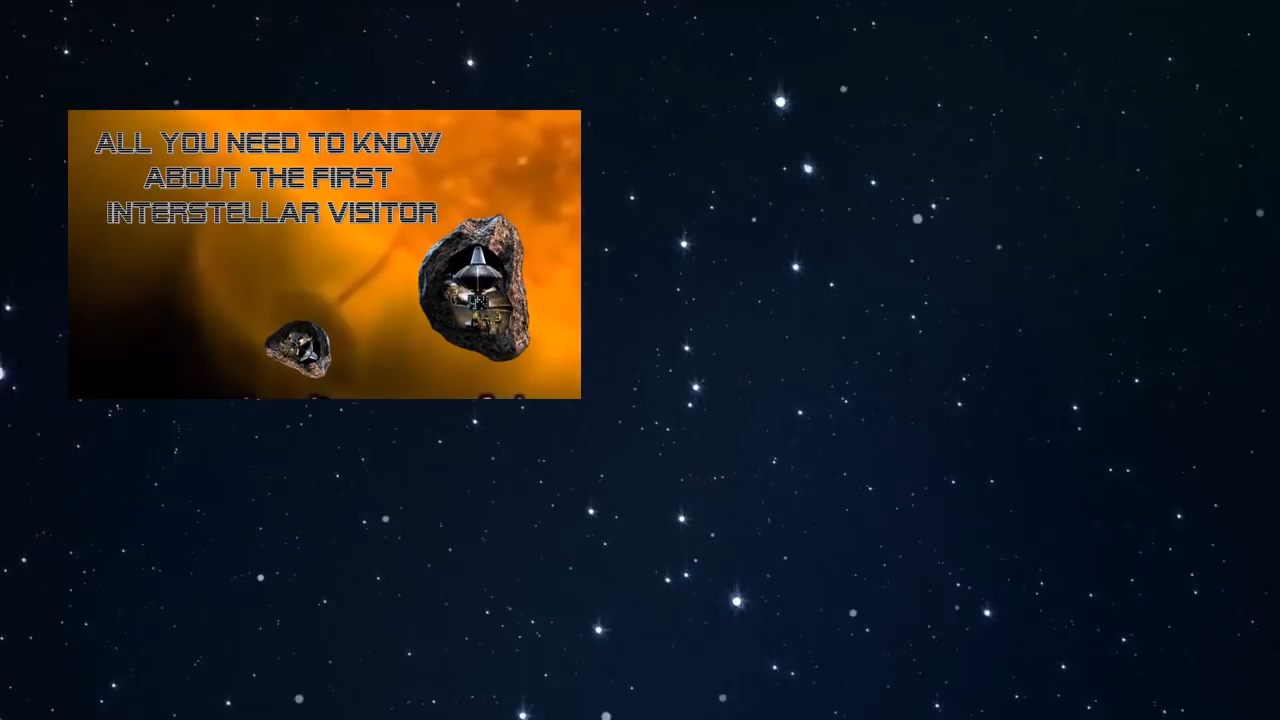 ALL YOU NEED TO KNOW
ABOUT THE FIRST
INTERSTELLAR VISITOR